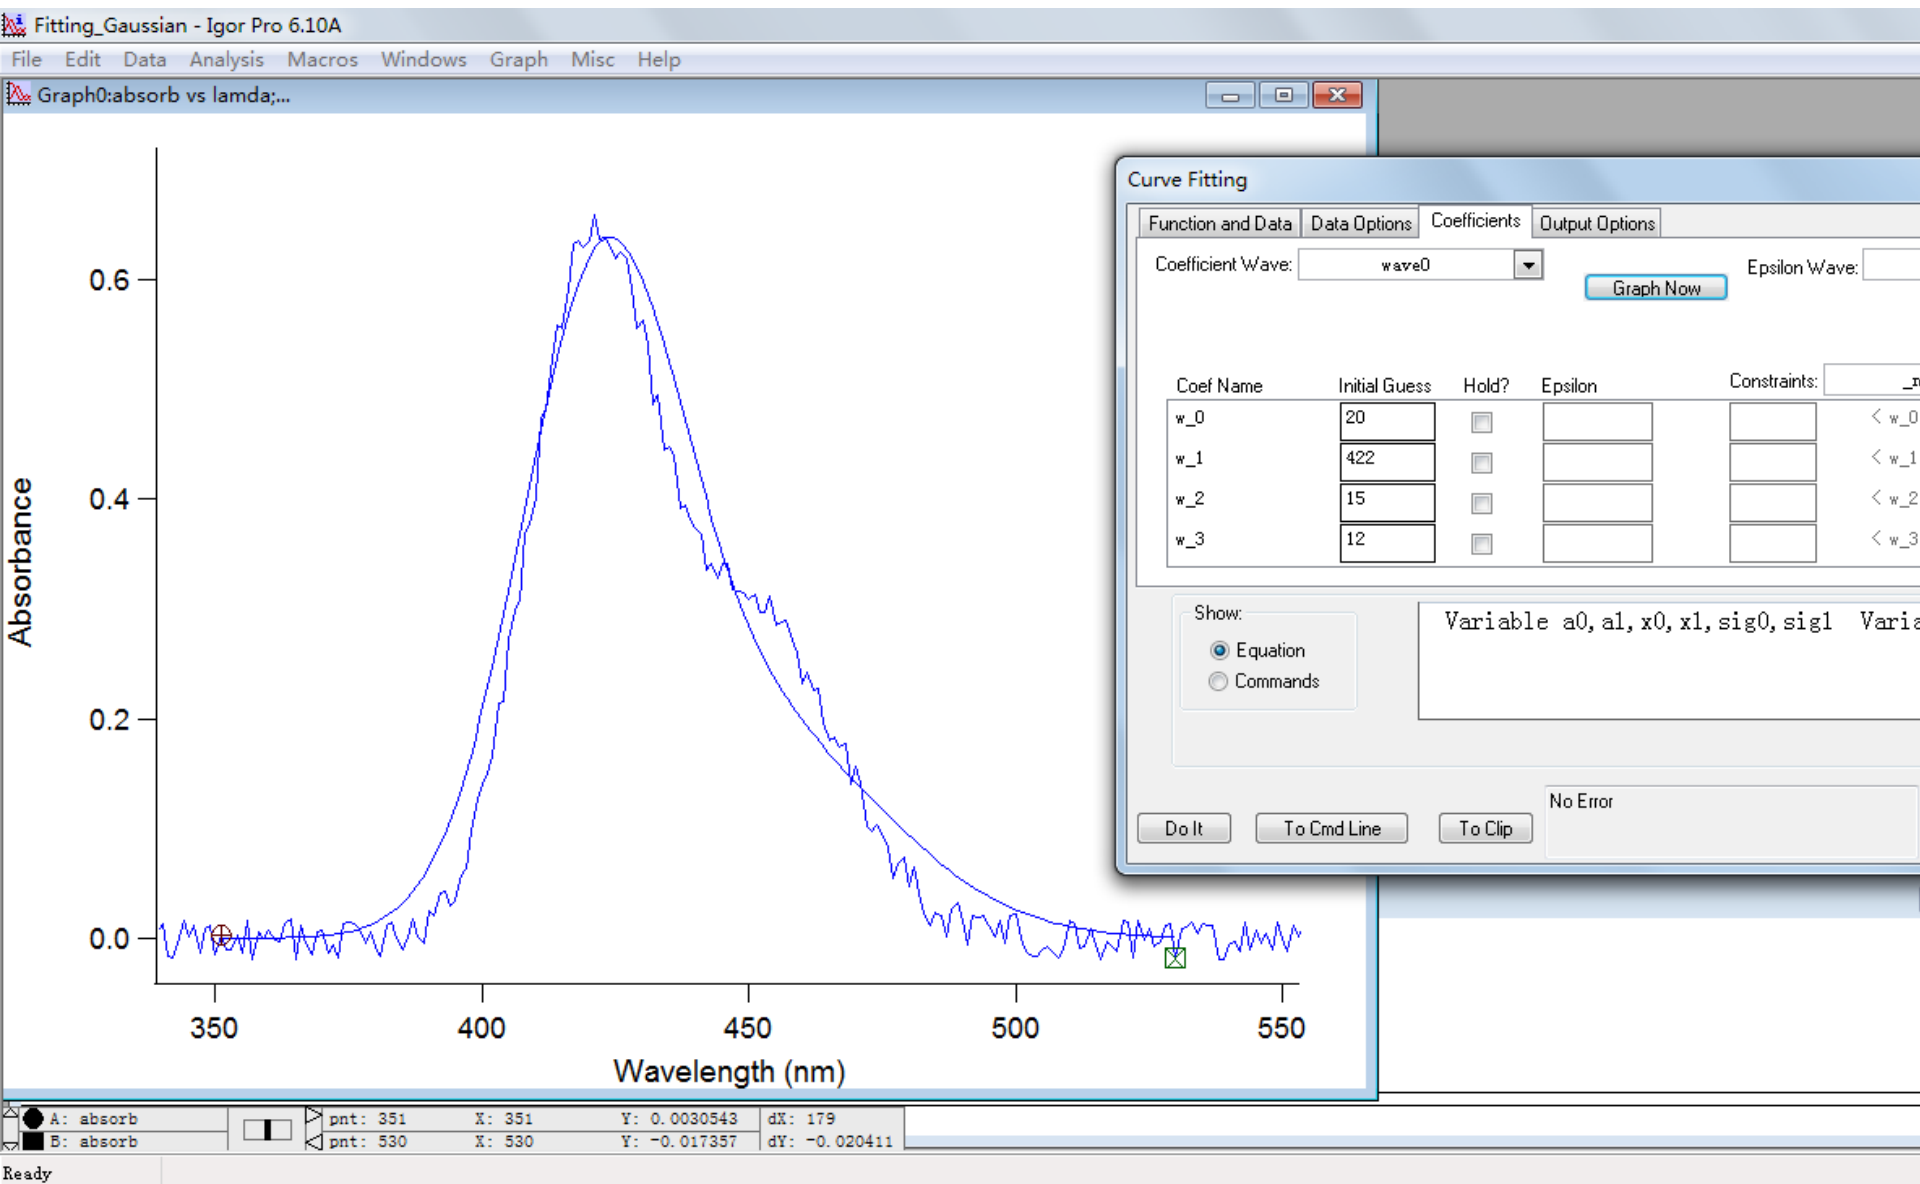 Fitting_Gaussian - Igor Pro 6.10A
File Edit Data Analysis Macros Windows Graph Misc Help
Graph0:absorb vs lamda;...
0.6
0.4
0.2
0.0
Absorbance
350 400 450 500 550
Wavelength (nm)
Curve Fitting
Function and Data Data Options Coefficients Output Options
Coefficient Wave: wave0 Epsilon Wave:
Graph Now
Coef Name Initial Guess Hold? Epsilon Constraints:
w_0 20 < w_0
w_1 422 < w_1
w_2 15 < w_2
w_3 12 < w_3
Show:
Equation
Commands
Variable a0,a1,x0,x1,sig0,sig1
Do It To Cmd Line To Clip
No Error
A: absorb pnt: 351 X: 351 Y: 0.0030543 dX: 179
B: absorb pnt: 530 X: 530 Y: -0.017357 dY: -0.020411
Ready